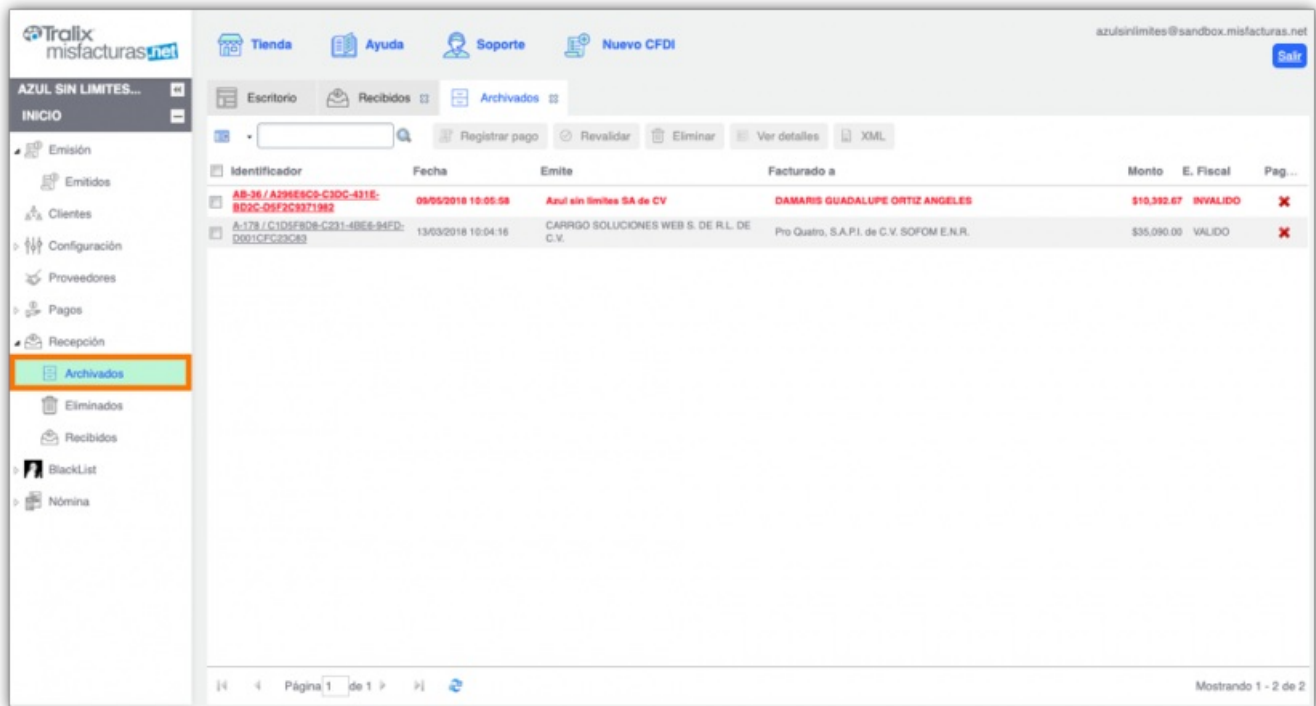 Tralix
misfacturas.net
Tienda
Ayuda
Soporte
Nuevo CFDI
azulsinlimites@sandbox.misfacturas.net
Salir
AZUL SIN LIMITES...
INICIO
Escritorio
Recibidos
Archivados
Registrar pago
Revalidar
Eliminar
Ver detalles
XML
Emisión
Emitidos
Clientes
Configuración
Proveedores
Pagos
Recepción
Archivados
Eliminados
Recibidos
BlackList
Nómina
Identificador Fecha Emite Facturado a Monto E. Fiscal Pag...
AB-36 / A296E6C0-C3DC-431E-
BD2C-D5F2C9371982
09/05/2018 10:05:58
Azul sin limites SA de CV
DAMARIS GUADALUPE ORTIZ ANGELES
$10,392.67 INVALIDO
A-178 / C1D5F8D8-C231-4BE6-94FD-
D001CFC23C83
13/03/2018 10:04:16
CARRGO SOLUCIONES WEB S. DE R.L. DE
C.V.
Pro Quatro, S.A.P.I. de C.V. SOFOM E.N.R.
$35,090.00 VALIDO
Página 1 de 1
Mostrando 1 - 2 de 2